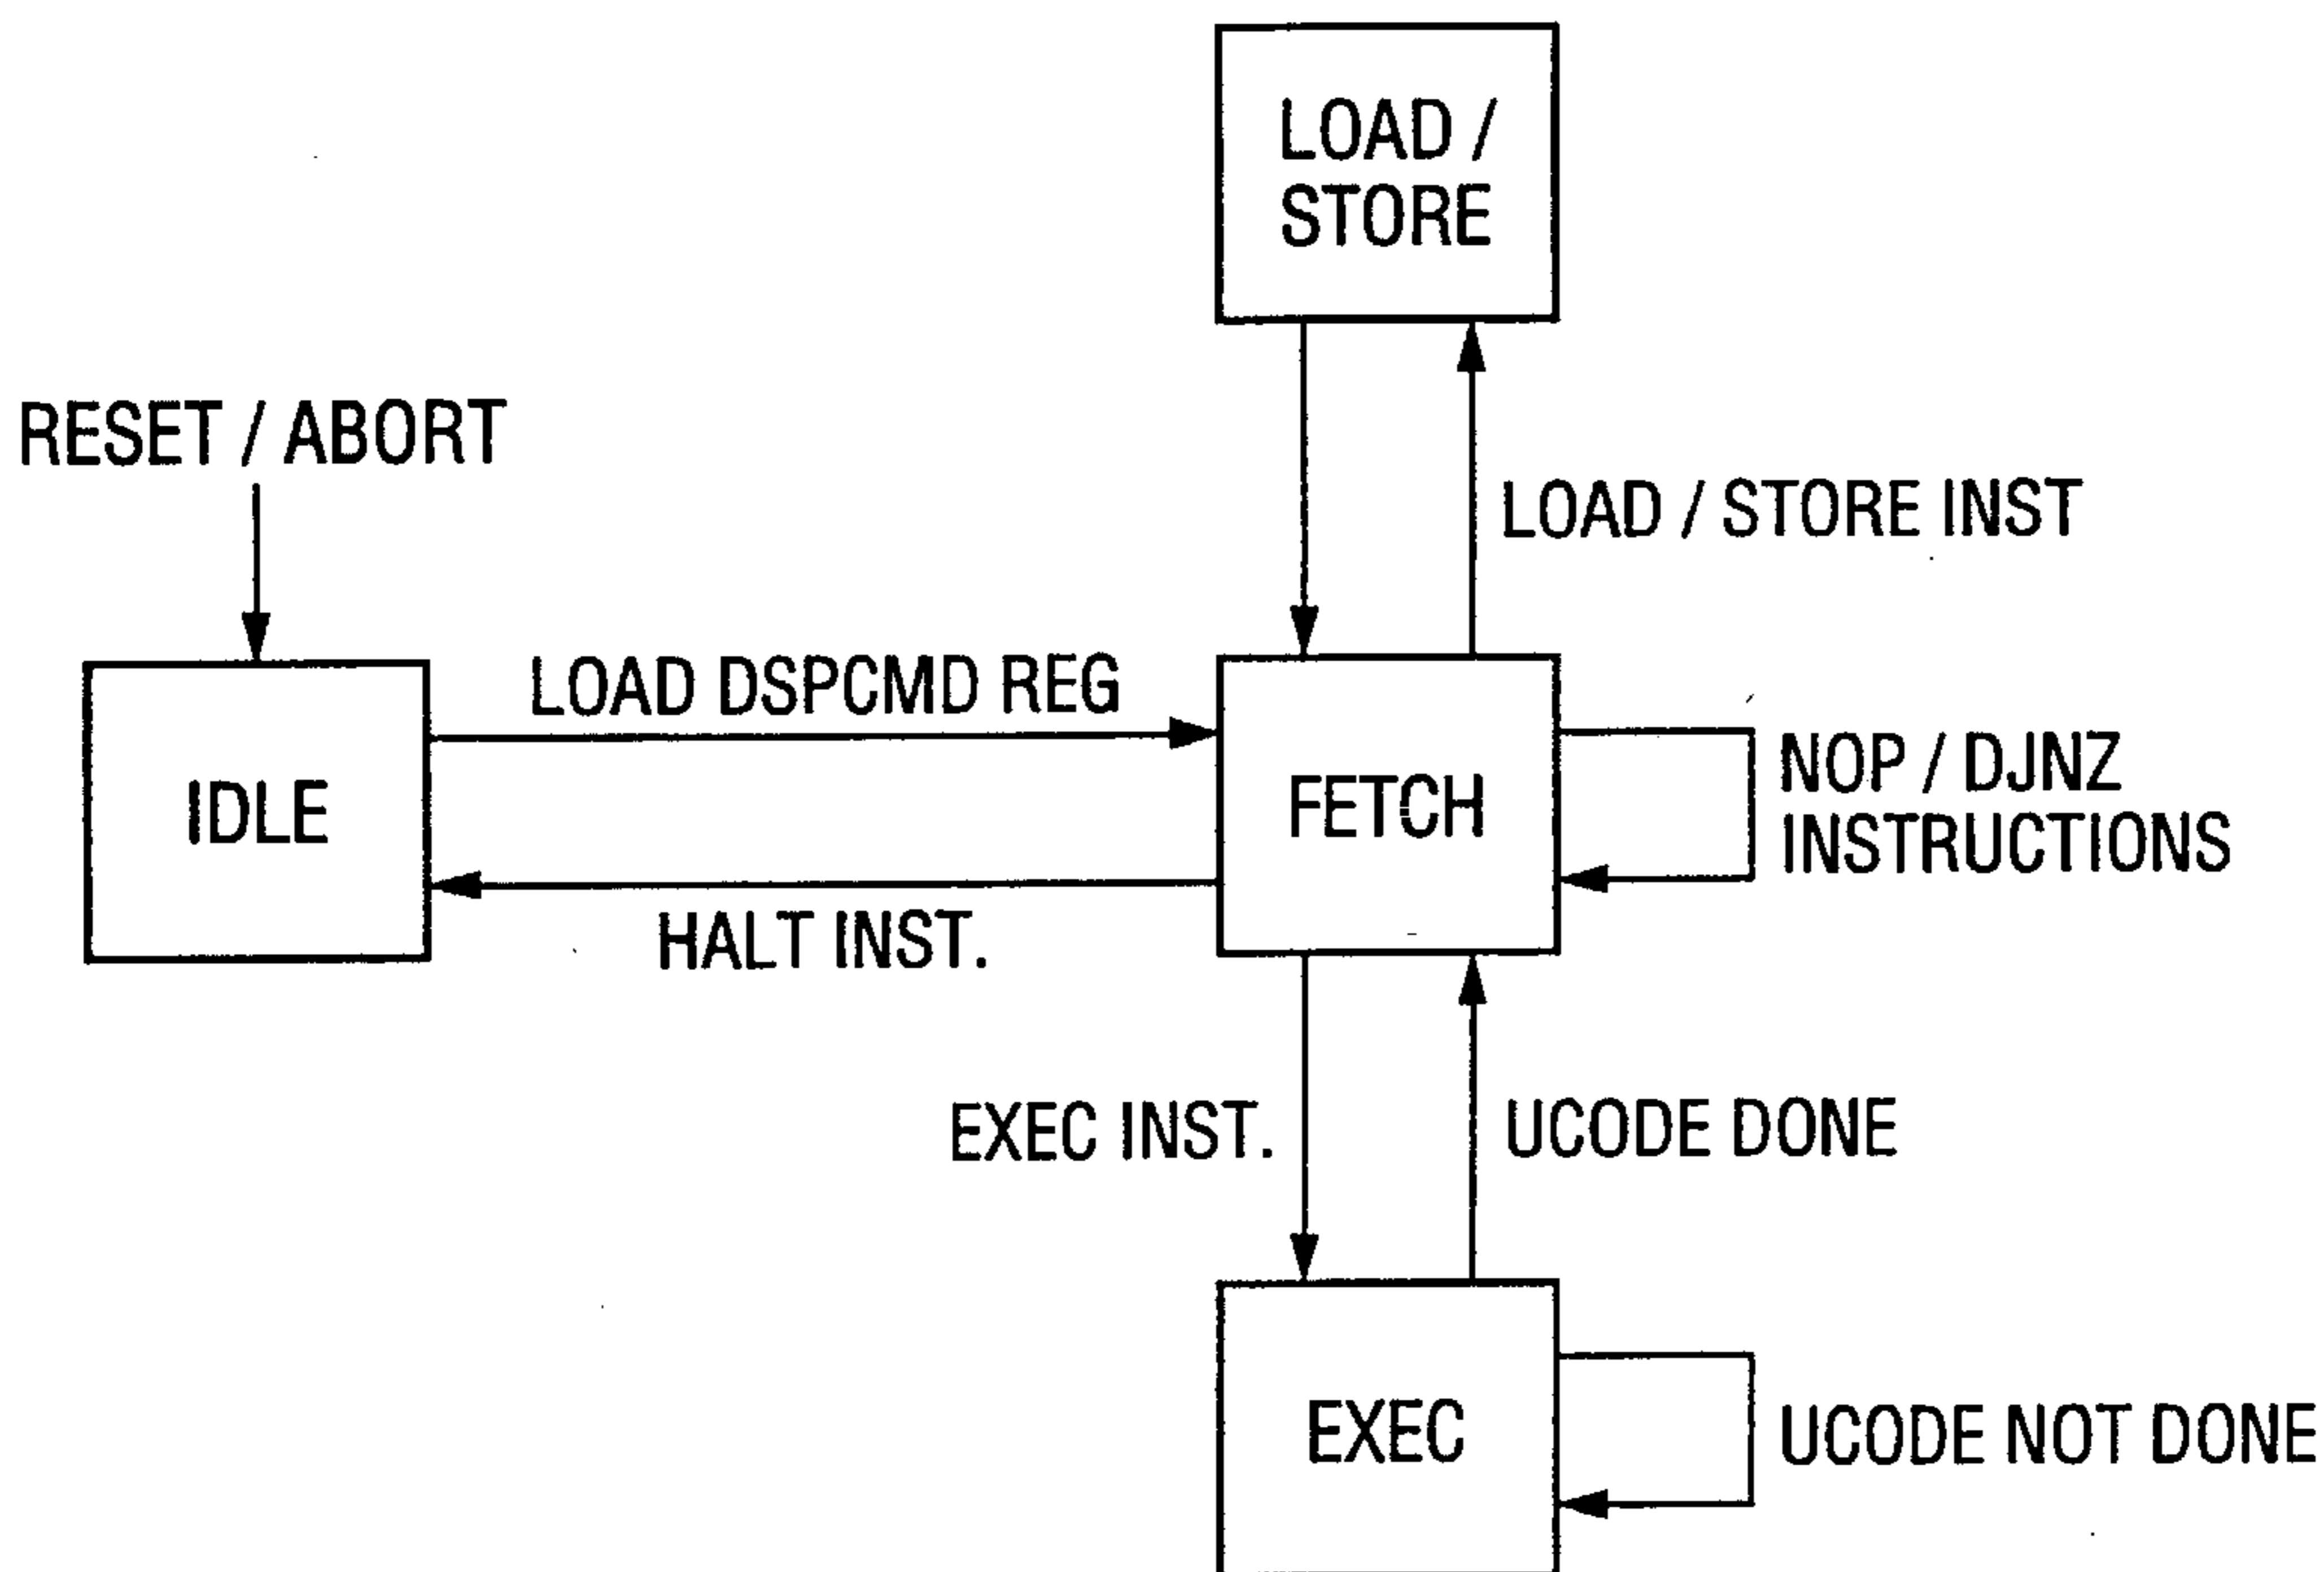 LOAD /
STORE
RESET / ABORT
LOAD / STORE INST
LOAD DSPCMD REG
IDLE
FETCH
NOP / DJNZ
INSTRUCTIONS
HALT INST.
EXEC INST.
UCODE DONE
EXEC
UCODE NOT DONE